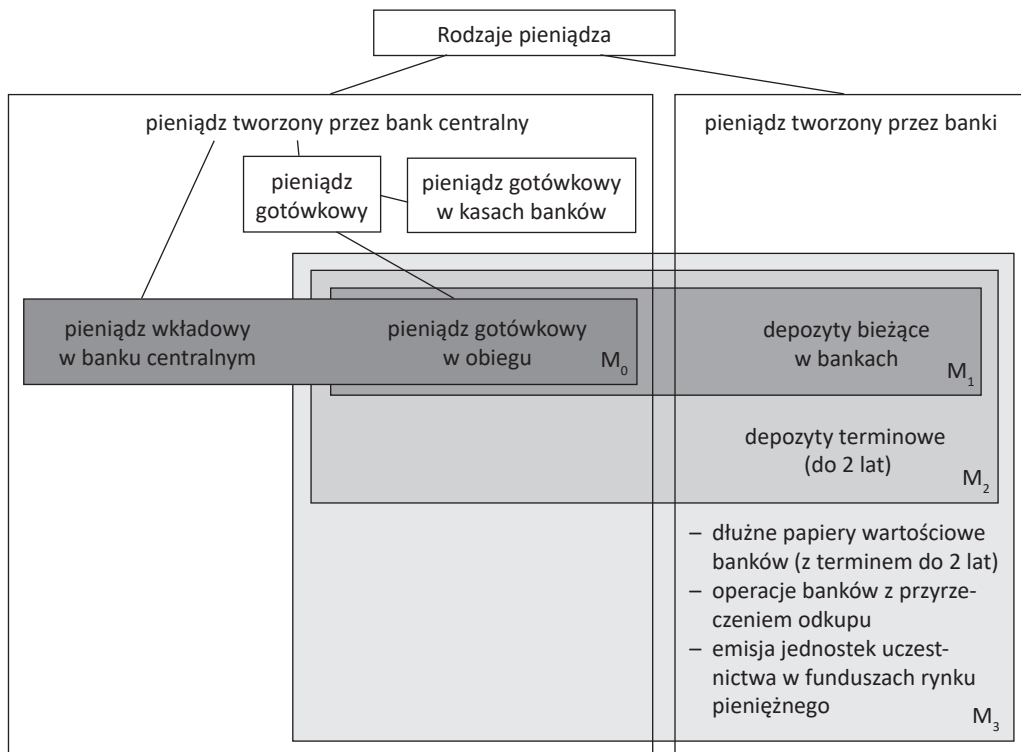 Rodzaje pieniądza
pieniądz tworzony przez bank centralny
pieniądz tworzony przez banki
pieniądz
gotówkowy
pieniądz gotówkowy
w kasach banków
pieniądz wkładowy
w banku centralnym
pieniądz gotówkowy
w obiegu
M₀
depozyty bieżące
w bankach
M₁
depozyty terminowe
(do 2 lat)
M₂
– dłużne papiery wartościowe
banków (z terminem do 2 lat)
– operacje banków z przyrze-
czeniem odkupu
– emisja jednostek uczest-
nictwa w funduszach rynku
pieniężnego
M₃